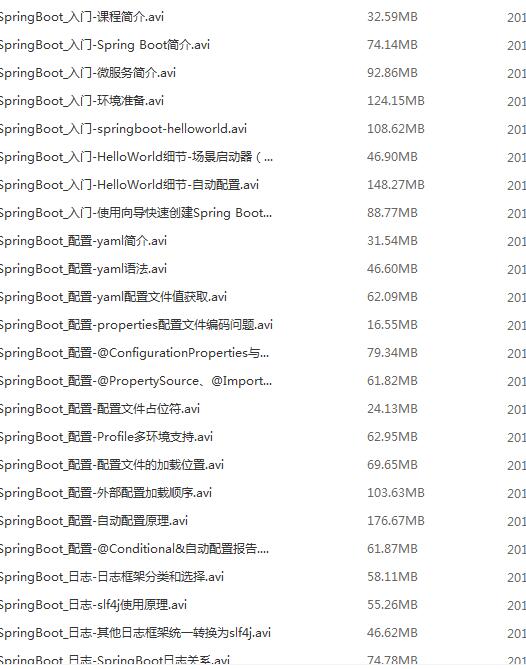 SpringBoot_入门-课程简介.avi 32.59MB 201
SpringBoot_入门-Spring Boot简介.avi 74.14MB 201
SpringBoot_入门-微服务简介.avi 92.86MB 201
SpringBoot_入门-环境准备.avi 124.15MB 201
SpringBoot_入门-springboot-helloworld.avi 108.62MB 201
SpringBoot_入门-HelloWorld细节-场景启动器（... 46.90MB 201
SpringBoot_入门-HelloWorld细节-自动配置.avi 148.27MB 201
SpringBoot_入门-使用向导快速创建Spring Boot... 88.77MB 201
SpringBoot_配置-yaml简介.avi 31.54MB 201
SpringBoot_配置-yaml语法.avi 46.60MB 201
SpringBoot_配置-yaml配置文件值获取.avi 62.09MB 201
SpringBoot_配置-properties配置文件编码问题.avi 16.55MB 201
SpringBoot_配置-@ConfigurationProperties与... 79.34MB 201
SpringBoot_配置-@PropertySource、@Import... 61.82MB 201
SpringBoot_配置-配置文件占位符.avi 24.13MB 201
SpringBoot_配置-Profile多环境支持.avi 62.95MB 201
SpringBoot_配置-配置文件的加载位置.avi 69.65MB 201
SpringBoot_配置-外部配置加载顺序.avi 103.63MB 201
SpringBoot_配置-自动配置原理.avi 176.67MB 201
SpringBoot_配置-@Conditional&自动配置报告.... 61.87MB 201
SpringBoot_日志-日志框架分类和选择.avi 58.11MB 201
SpringBoot_日志-slf4j使用原理.avi 55.26MB 201
SpringBoot_日志-其他日志框架统一转换为slf4j.avi 46.62MB 201
SpringBoot_日志-SpringBoot日志关系.avi 74.78MB 201